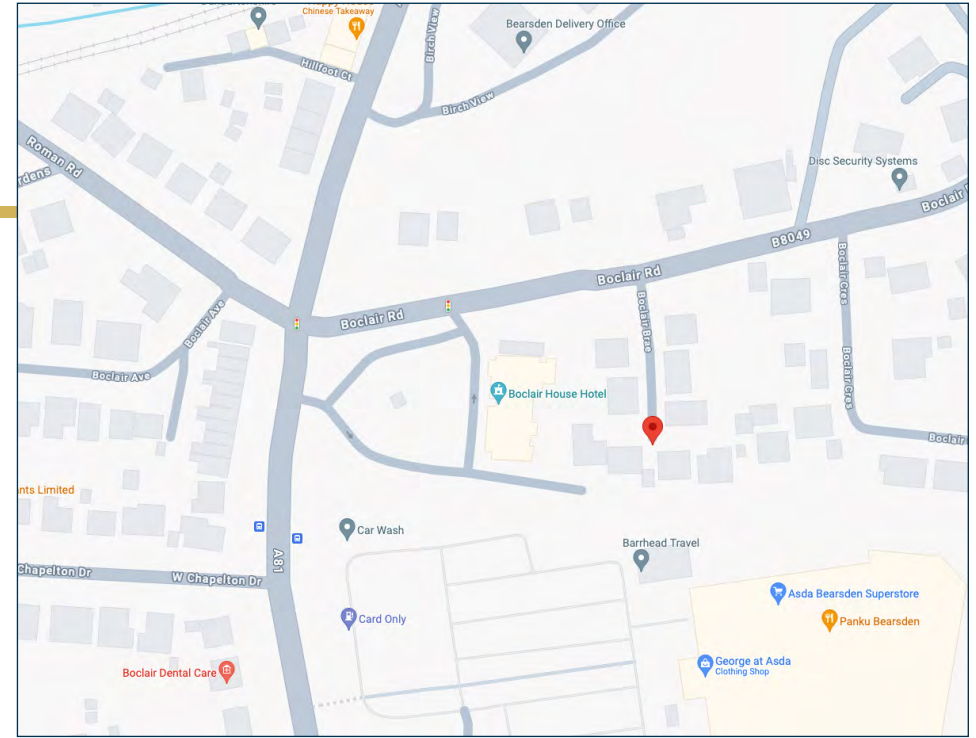 Chinese Takeaway
Bearsden Delivery Office
Birch View
Hillfoot Ct
Birch View
Roman Rd
Disc Security Systems
Boclair
B8049
Boclair Rd
Boclair Cres
Boclair Brae
Boclair Rd
Boclair Ave
Boclair Ave
Boclair Cres
Boclair House Hotel
Boclair
nts Limited
Car Wash
A81
Barrhead Travel
Chapelton Dr
W Chapelton Dr
Asda Bearsden Superstore
Card Only
Panku Bearsden
George at Asda
Clothing Shop
Boclair Dental Care